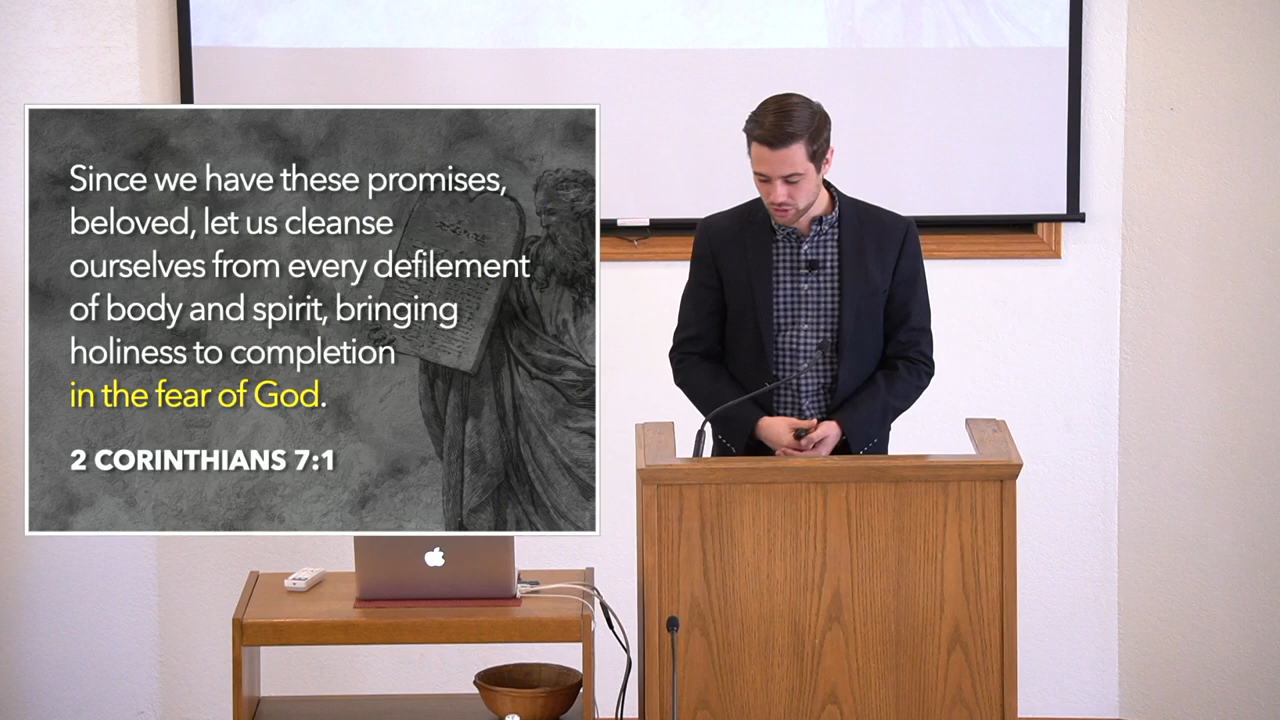 Since we have these promises,
beloved, let us cleanse
ourselves from every defilement
of body and spirit, bringing
holiness to completion
in the fear of God.
2 CORINTHIANS 7:1